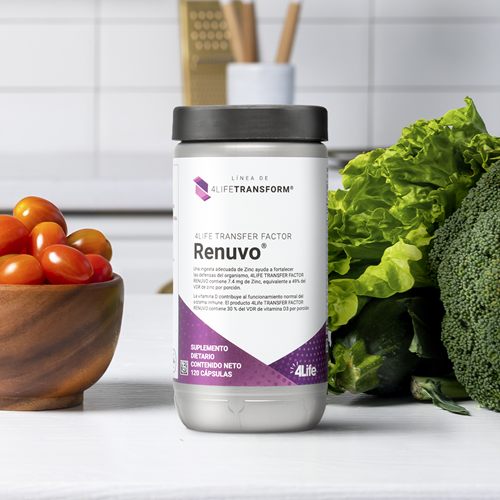 LÍNEA DE
4LIFETRANSFORM®
4LIFE TRANSFER FACTOR
Renuvo®
Una ingesta adecuada de Zinc ayuda a fortalecer
las defensas del organismo, 4LIFE TRANSFER FACTOR
RENUVO contiene 7.4 mg de Zinc, equivalente a 49% del
VDR de zinc por porción.
La vitamina D contribuye al funcionamiento normal del
sistema inmune. El producto 4LIFE TRANSFER FACTOR
RENUVO contiene 30 % del VDR de vitamina D3 por porción.
SUPLEMENTO
DIETARIO
CONTENIDO NETO
120 CÁPSULAS
4Life